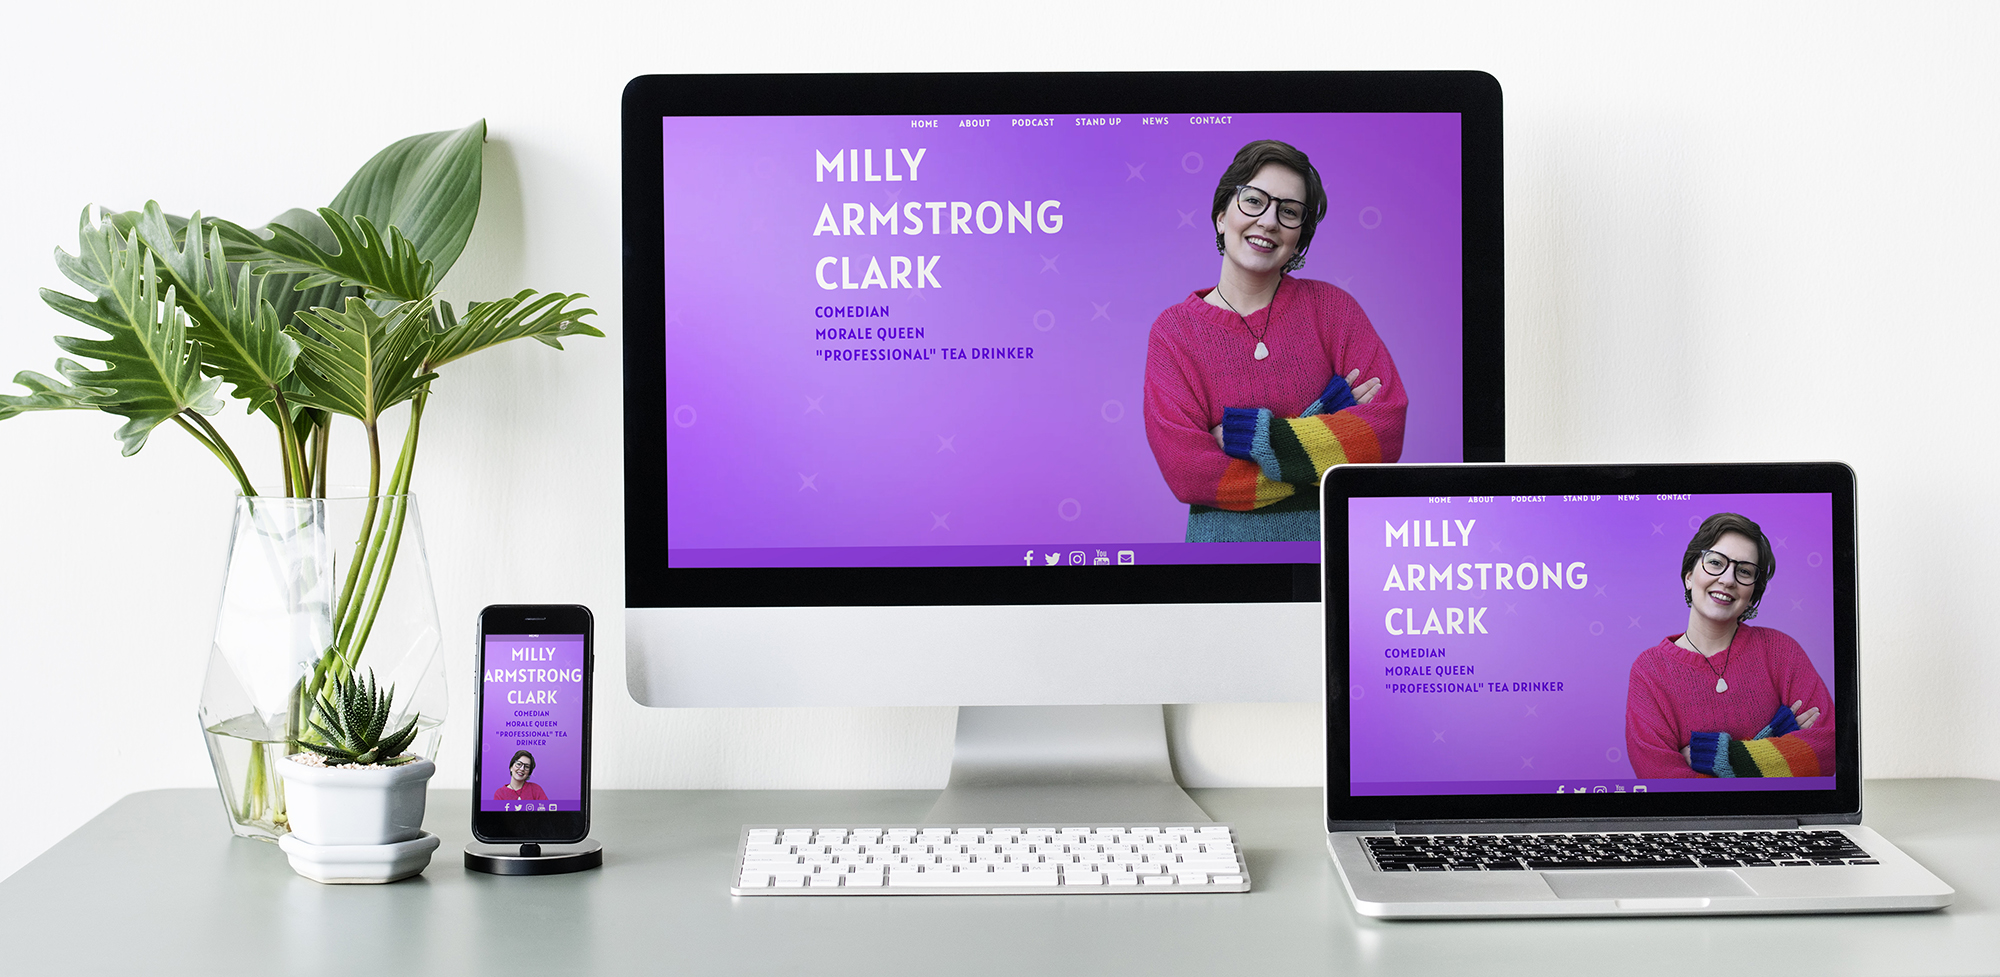 HOME ABOUT PODCAST STAND UP NEWS CONTACT
MILLY
ARMSTRONG
CLARK
COMEDIAN
MORALE QUEEN
"PROFESSIONAL" TEA DRINKER
You
HOME ABOUT PODCAST STAND UP NEWS CONTACT
MILLY
ARMSTRONG
CLARK
COMEDIAN
MORALE QUEEN
"PROFESSIONAL" TEA DRINKER
You
MENU
MILLY
ARMSTRONG
CLARK
COMEDIAN
MORALE QUEEN
"PROFESSIONAL" TEA
DRINKER